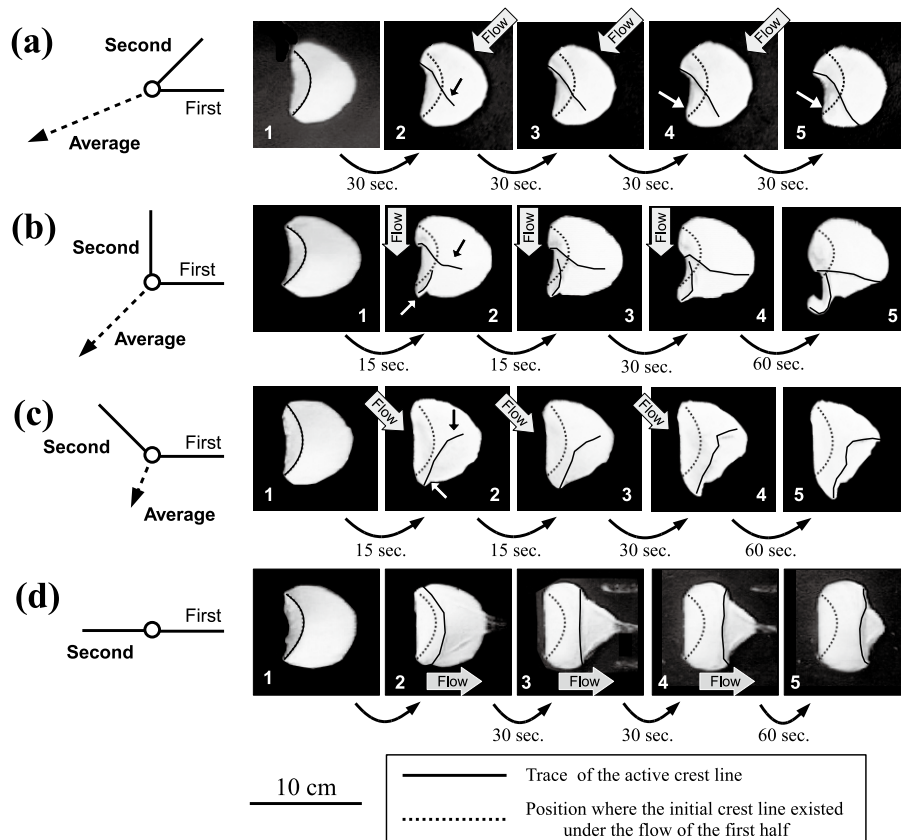 (a)
Second
First
Average
Flow
Flow
Flow
1
2
3
4
5
30 sec.
30 sec.
30 sec.
30 sec.
(b)
Second
First
Average
Flow
Flow
Flow
1
2
3
4
5
15 sec.
15 sec.
30 sec.
60 sec.
(c)
Second
First
Average
Flow
Flow
Flow
1
2
3
4
5
15 sec.
15 sec.
30 sec.
60 sec.
(d)
First
Second
1
2
Flow
3
Flow
4
Flow
5
30 sec.
30 sec.
60 sec.
10 cm
Trace of the active crest line
Position where the initial crest line existed
under the flow of the first half